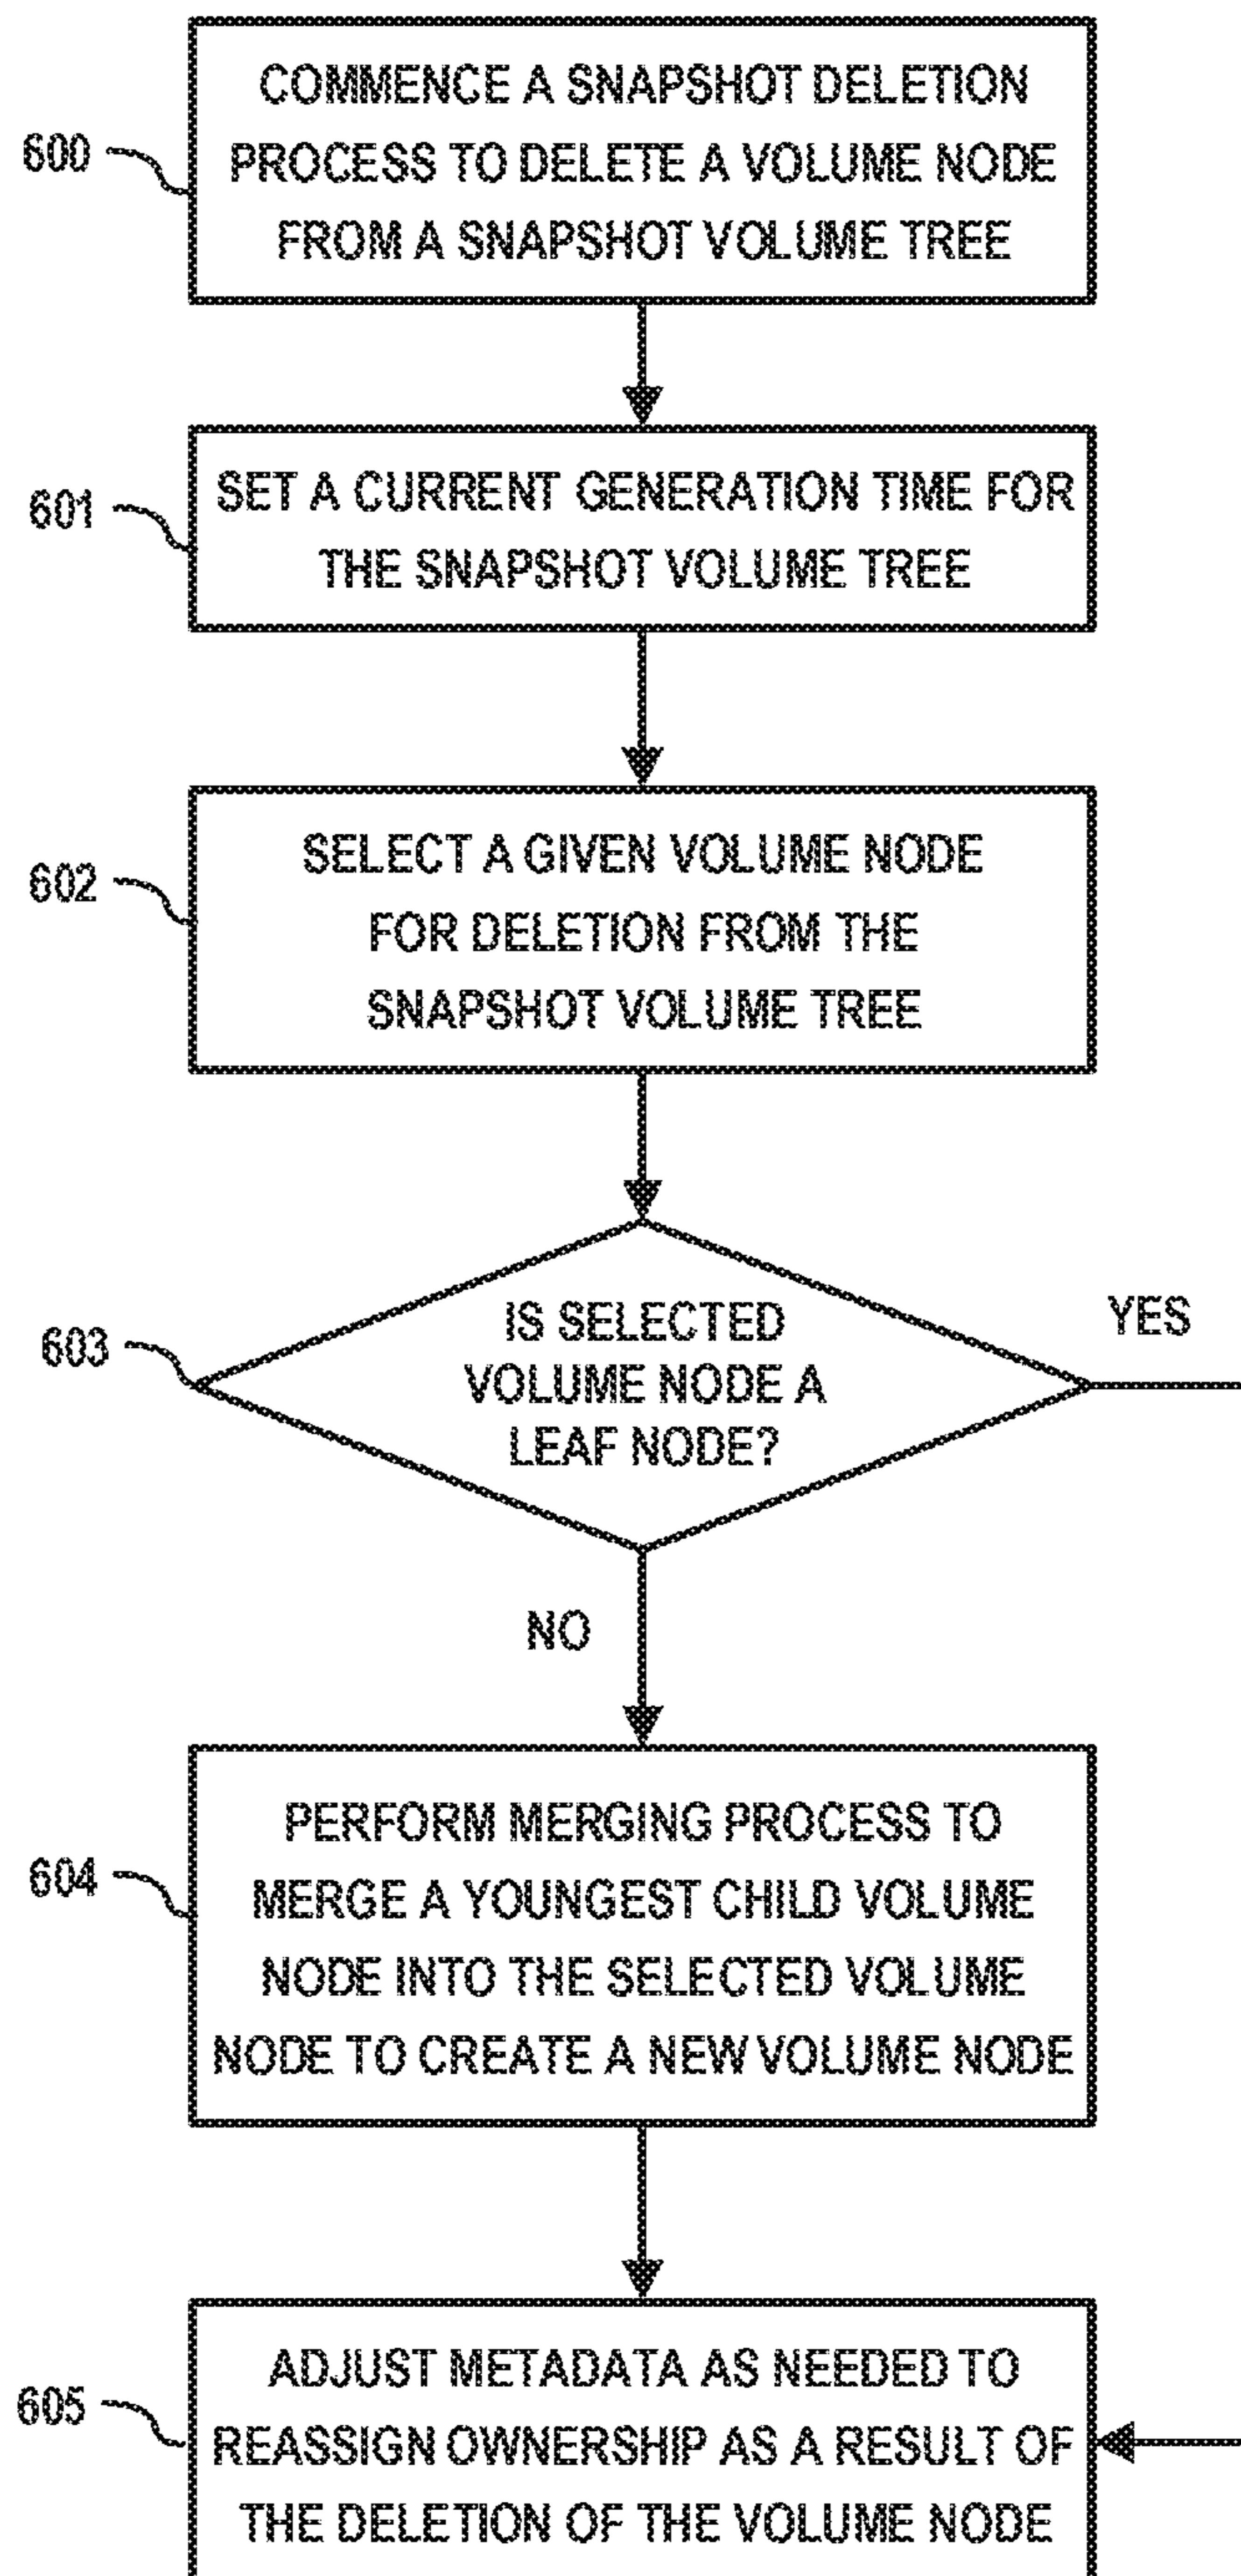 600
COMMENCE A SNAPSHOT DELETION
PROCESS TO DELETE A VOLUME NODE
FROM A SNAPSHOT VOLUME TREE
601
SET A CURRENT GENERATION TIME FOR
THE SNAPSHOT VOLUME TREE
602
SELECT A GIVEN VOLUME NODE
FOR DELETION FROM THE
SNAPSHOT VOLUME TREE
603
IS SELECTED
VOLUME NODE A
LEAF NODE?
YES
NO
604
PERFORM MERGING PROCESS TO
MERGE A YOUNGEST CHILD VOLUME
NODE INTO THE SELECTED VOLUME
NODE TO CREATE A NEW VOLUME NODE
605
ADJUST METADATA AS NEEDED TO
REASSIGN OWNERSHIP AS A RESULT OF
THE DELETION OF THE VOLUME NODE